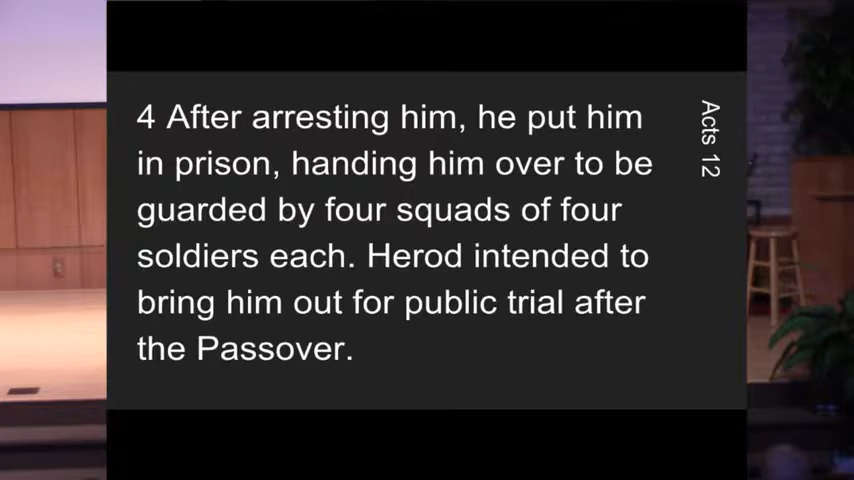 4 After arresting him, he put him
in prison, handing him over to be
guarded by four squads of four
soldiers each. Herod intended to
bring him out for public trial after
the Passover.
Acts 12